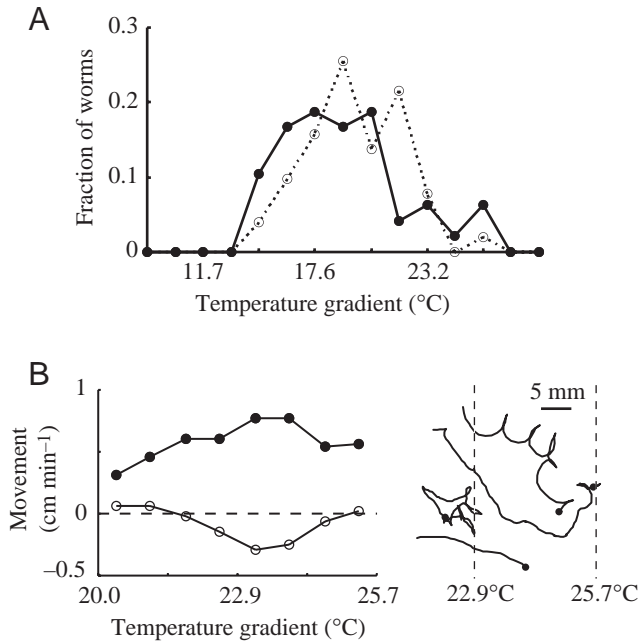 A
Fraction of worms
0.3
0.2
0.1
0
11.7 17.6 23.2
Temperature gradient (°C)
B
Movement
(cm min–1)
1
0
–0.5
20.0 22.9 25.7
Temperature gradient (°C)
5 mm
22.9°C 25.7°C